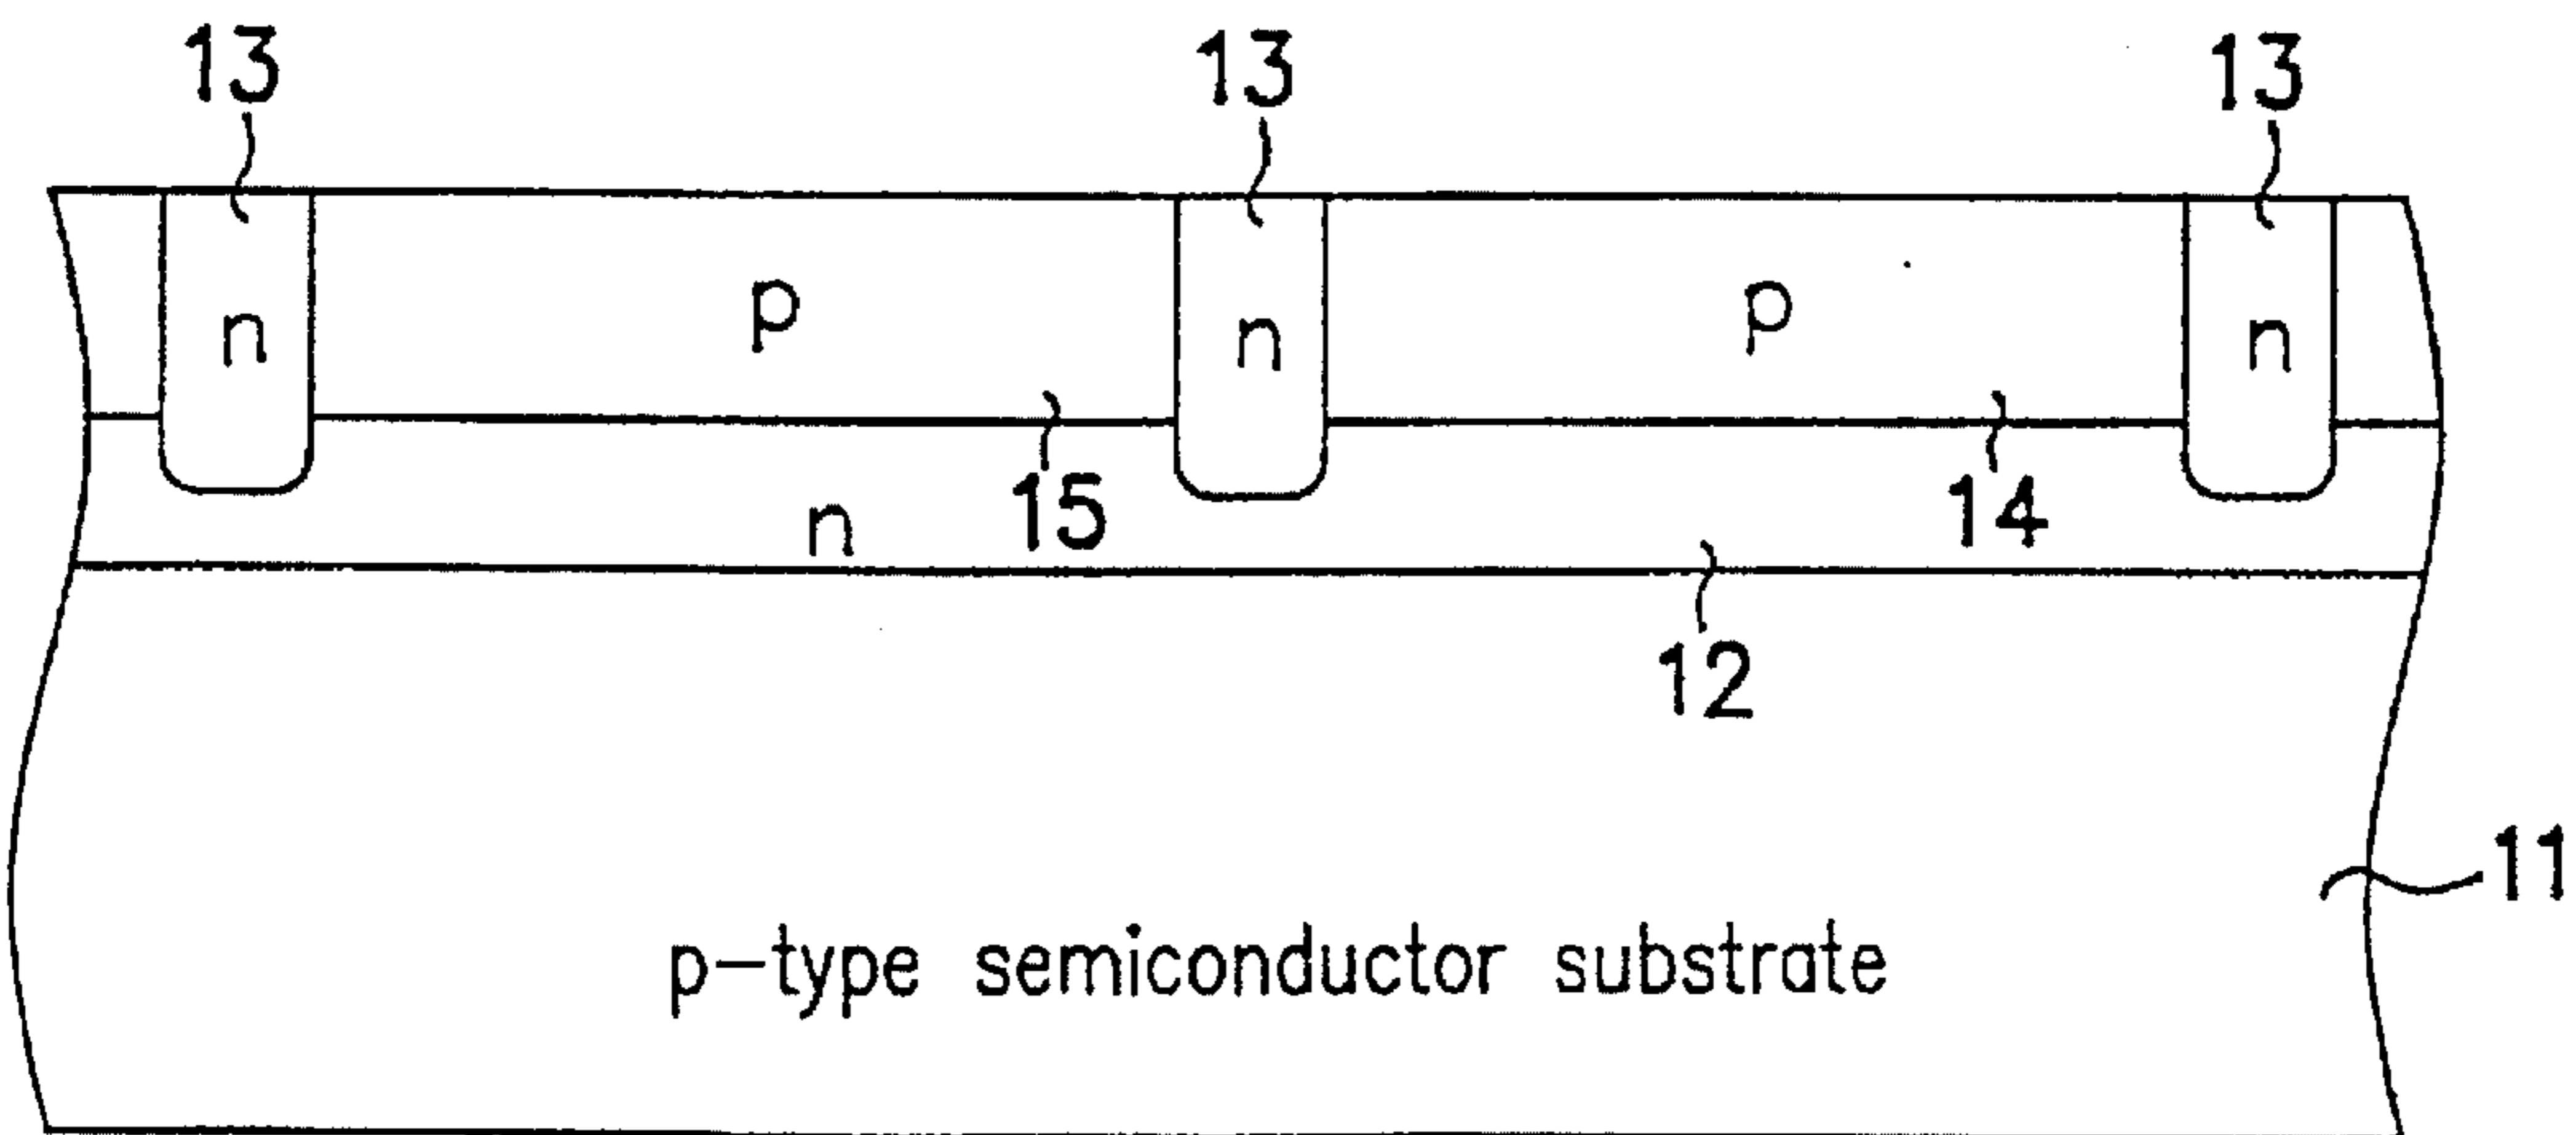 13 13 13
n p n p n
15 14
n
12
11
p-type semiconductor substrate